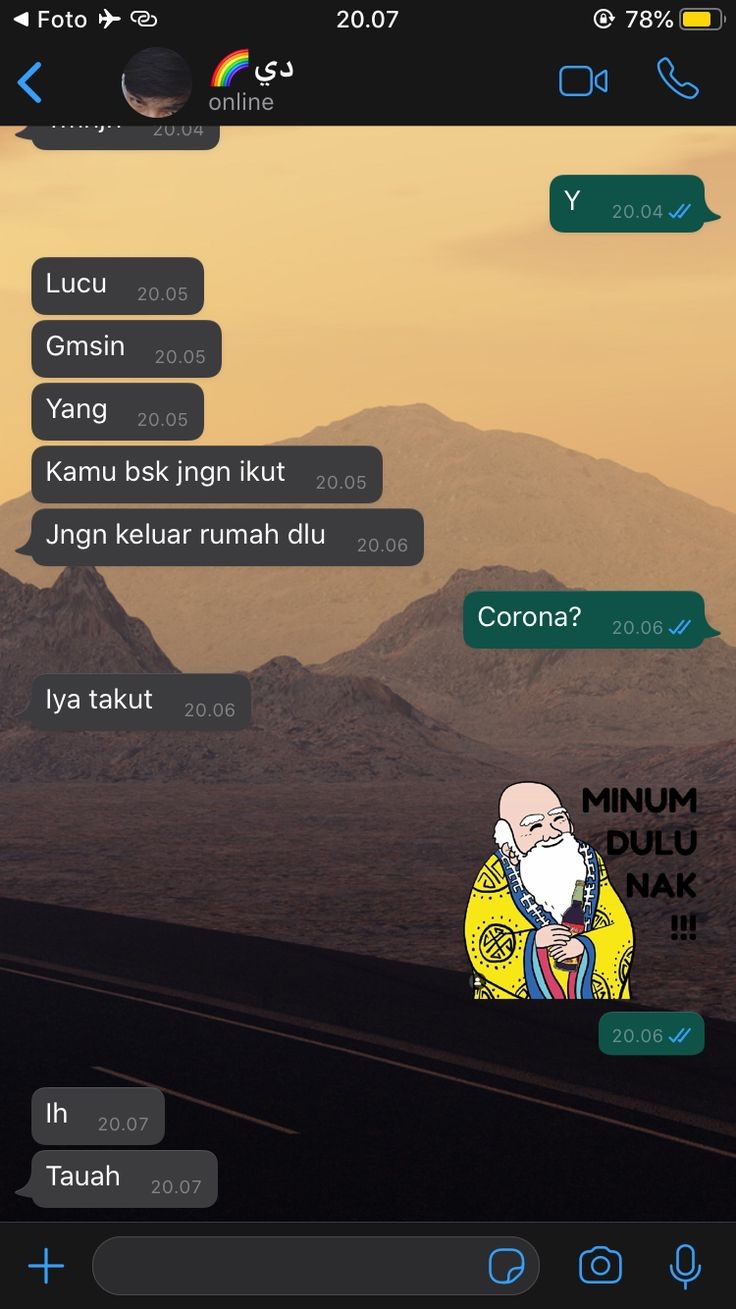 Foto
20.07
78%
دي
online
20.04
Y 20.04
Lucu 20.05
Gmsin 20.05
Yang 20.05
Kamu bsk jngn ikut 20.05
Jngn keluar rumah dlu 20.06
Corona? 20.06
Iya takut 20.06
MINUM
DULU
NAK
!!!
20.06
Ih 20.07
Tauah 20.07